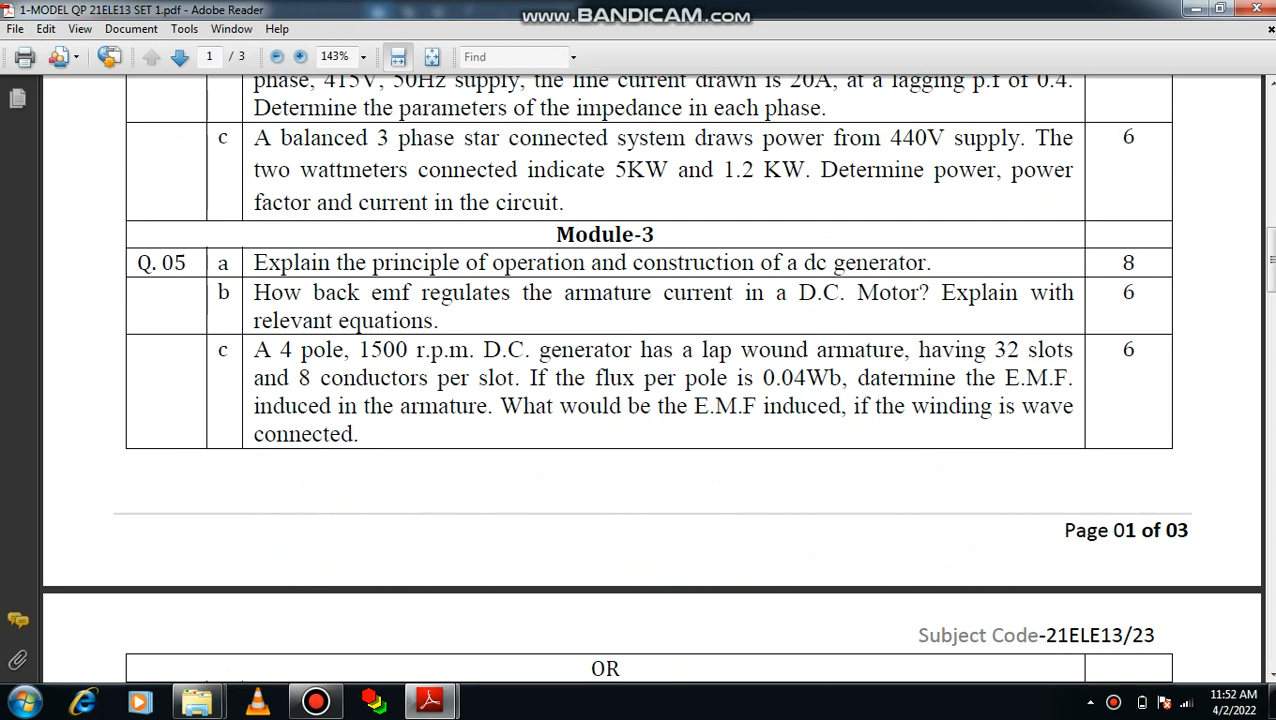 1-MODEL QP 21ELE13 SET 1.pdf - Adobe Reader
www.BANDICAM.com
File Edit View Document Tools Window Help
1 / 3 143% Find
phase, 415V, 50Hz supply, the line current drawn is 20A, at a lagging p.f of 0.4.
Determine the parameters of the impedance in each phase.
c A balanced 3 phase star connected system draws power from 440V supply. The 6
two wattmeters connected indicate 5KW and 1.2 KW. Determine power, power
factor and current in the circuit.
Module-3
Q. 05 a Explain the principle of operation and construction of a dc generator. 8
b How back emf regulates the armature current in a D.C. Motor? Explain with 6
relevant equations.
c A 4 pole, 1500 r.p.m. D.C. generator has a lap wound armature, having 32 slots 6
and 8 conductors per slot. If the flux per pole is 0.04Wb, datermine the E.M.F.
induced in the armature. What would be the E.M.F induced, if the winding is wave
connected.
Page 01 of 03
Subject Code-21ELE13/23
OR
11:52 AM
4/2/2022